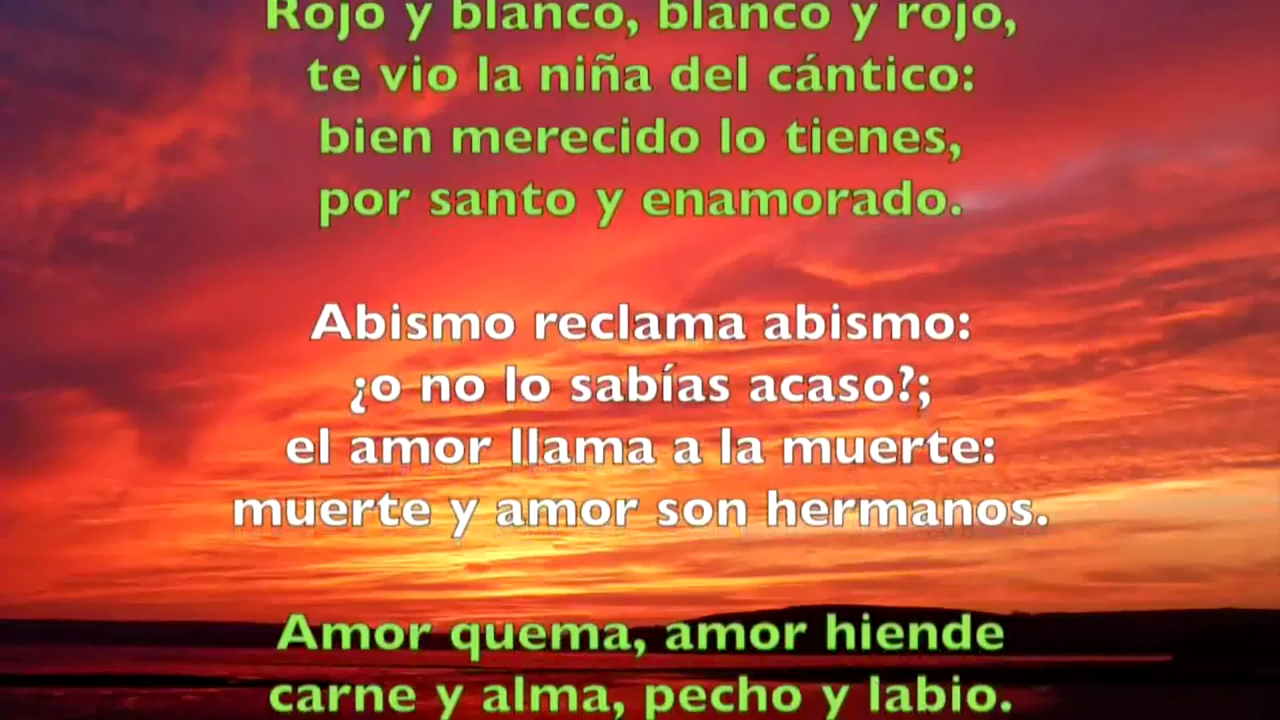 Rojo y blanco, blanco y rojo,
te vio la niña del cántico:
bien merecido lo tienes,
por santo y enamorado.
Abismo reclama abismo:
¿o no lo sabías acaso?;
el amor llama a la muerte:
muerte y amor son hermanos.
Amor quema, amor hiende
carne y alma, pecho y labio.